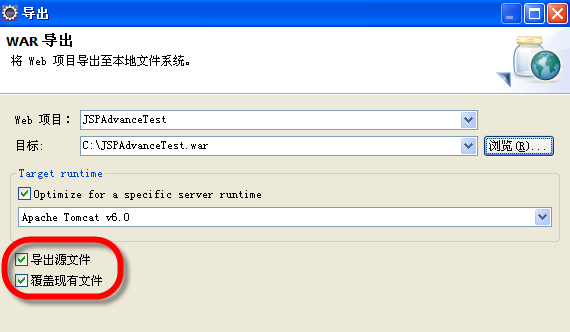 导出
WAR 导出
将 Web 项目导出至本地文件系统。
Web 项目：
JSPAdvanceTest
目标:
C:\JSPAdvanceTest.war
浏览(R)...
Target runtime
Optimize for a specific server runtime
Apache Tomcat v6.0
导出源文件
覆盖现有文件